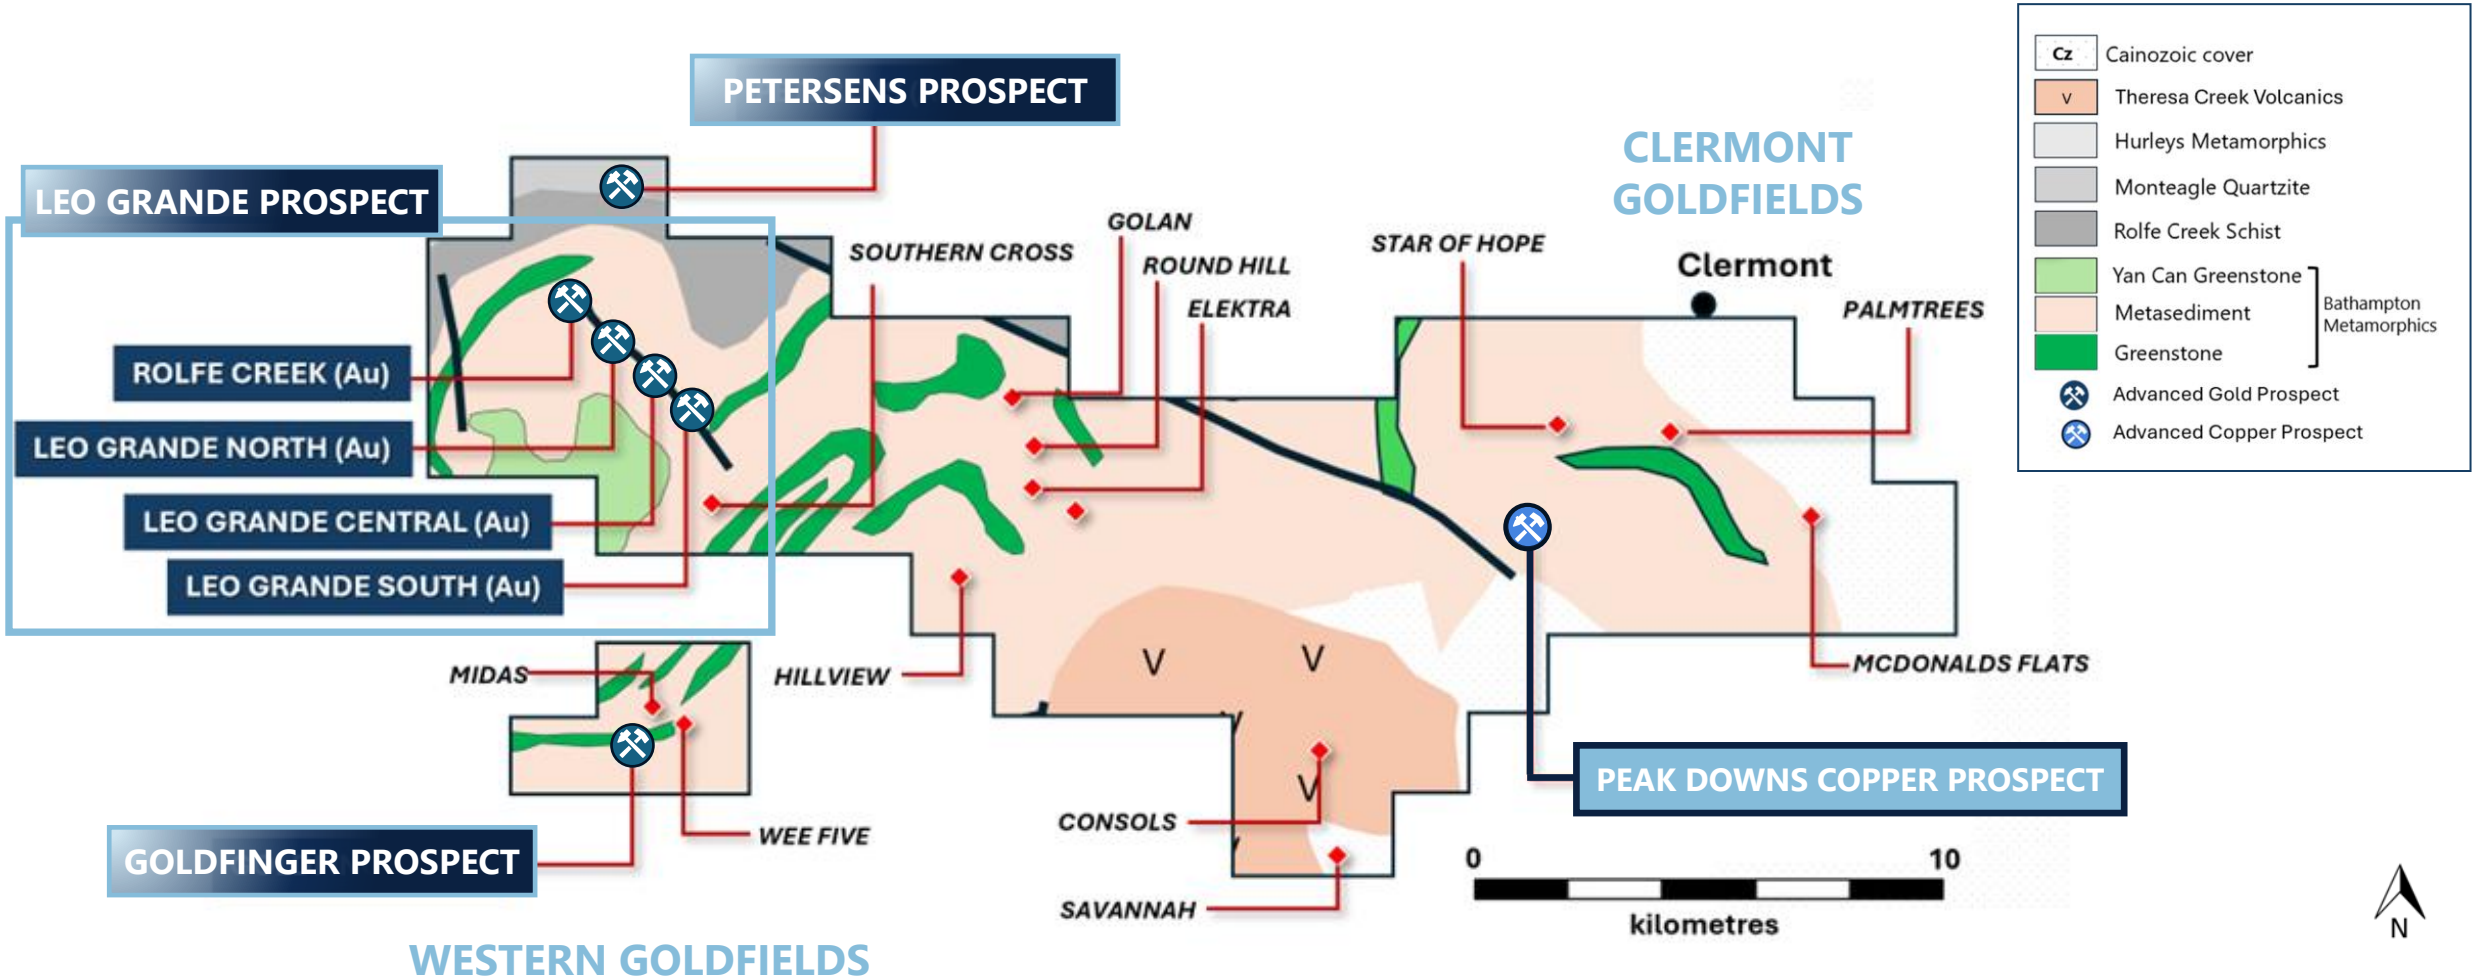 PETERSENS PROSPECT
LEO GRANDE PROSPECT
CLERMONT
GOLDFIELDS
GOLAN
SOUTHERN CROSS
ROUND HILL
ELEKTRA
STAR OF HOPE
Clermont
PALMTREES
ROLFE CREEK (Au)
LEO GRANDE NORTH (Au)
LEO GRANDE CENTRAL (Au)
LEO GRANDE SOUTH (Au)
MIDAS
HILLVIEW
MCDONALDS FLATS
V
V
V
V
V
PEAK DOWNS COPPER PROSPECT
CONSOLS
WEE FIVE
GOLDFINGER PROSPECT
SAVANNAH
0 10
kilometres
N
WESTERN GOLDFIELDS
Cz Cainozoic cover
V Theresa Creek Volcanics
Hurleys Metamorphics
Monteagle Quartzite
Rolfe Creek Schist
Yan Can Greenstone
Metasediment
Greenstone
Bathampton
Metamorphics
Advanced Gold Prospect
Advanced Copper Prospect